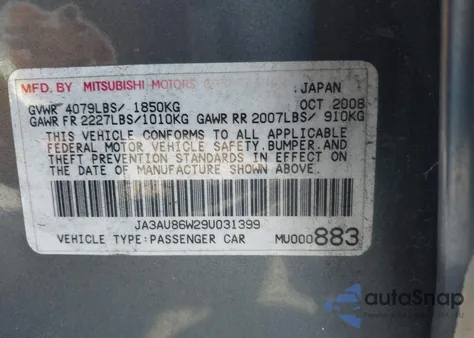 MFD. BY MITSUBISHI MOTORS JAPAN
GVWR 4079LBS/ 1850KG OCT 2008
GAWR FR 2227LBS/1010KG GAWR RR 2007LBS/ 910KG
THIS VEHICLE CONFORMS TO ALL APPLICABLE
FEDERAL MOTOR VEHICLE SAFETY, BUMPER, AND
THEFT PREVENTION STANDARDS IN EFFECT ON
THE DATE OF MANUFACTURE SHOWN ABOVE.
JA3AU86W29U031399
VEHICLE TYPE:PASSENGER CAR MU000883
autoSnap